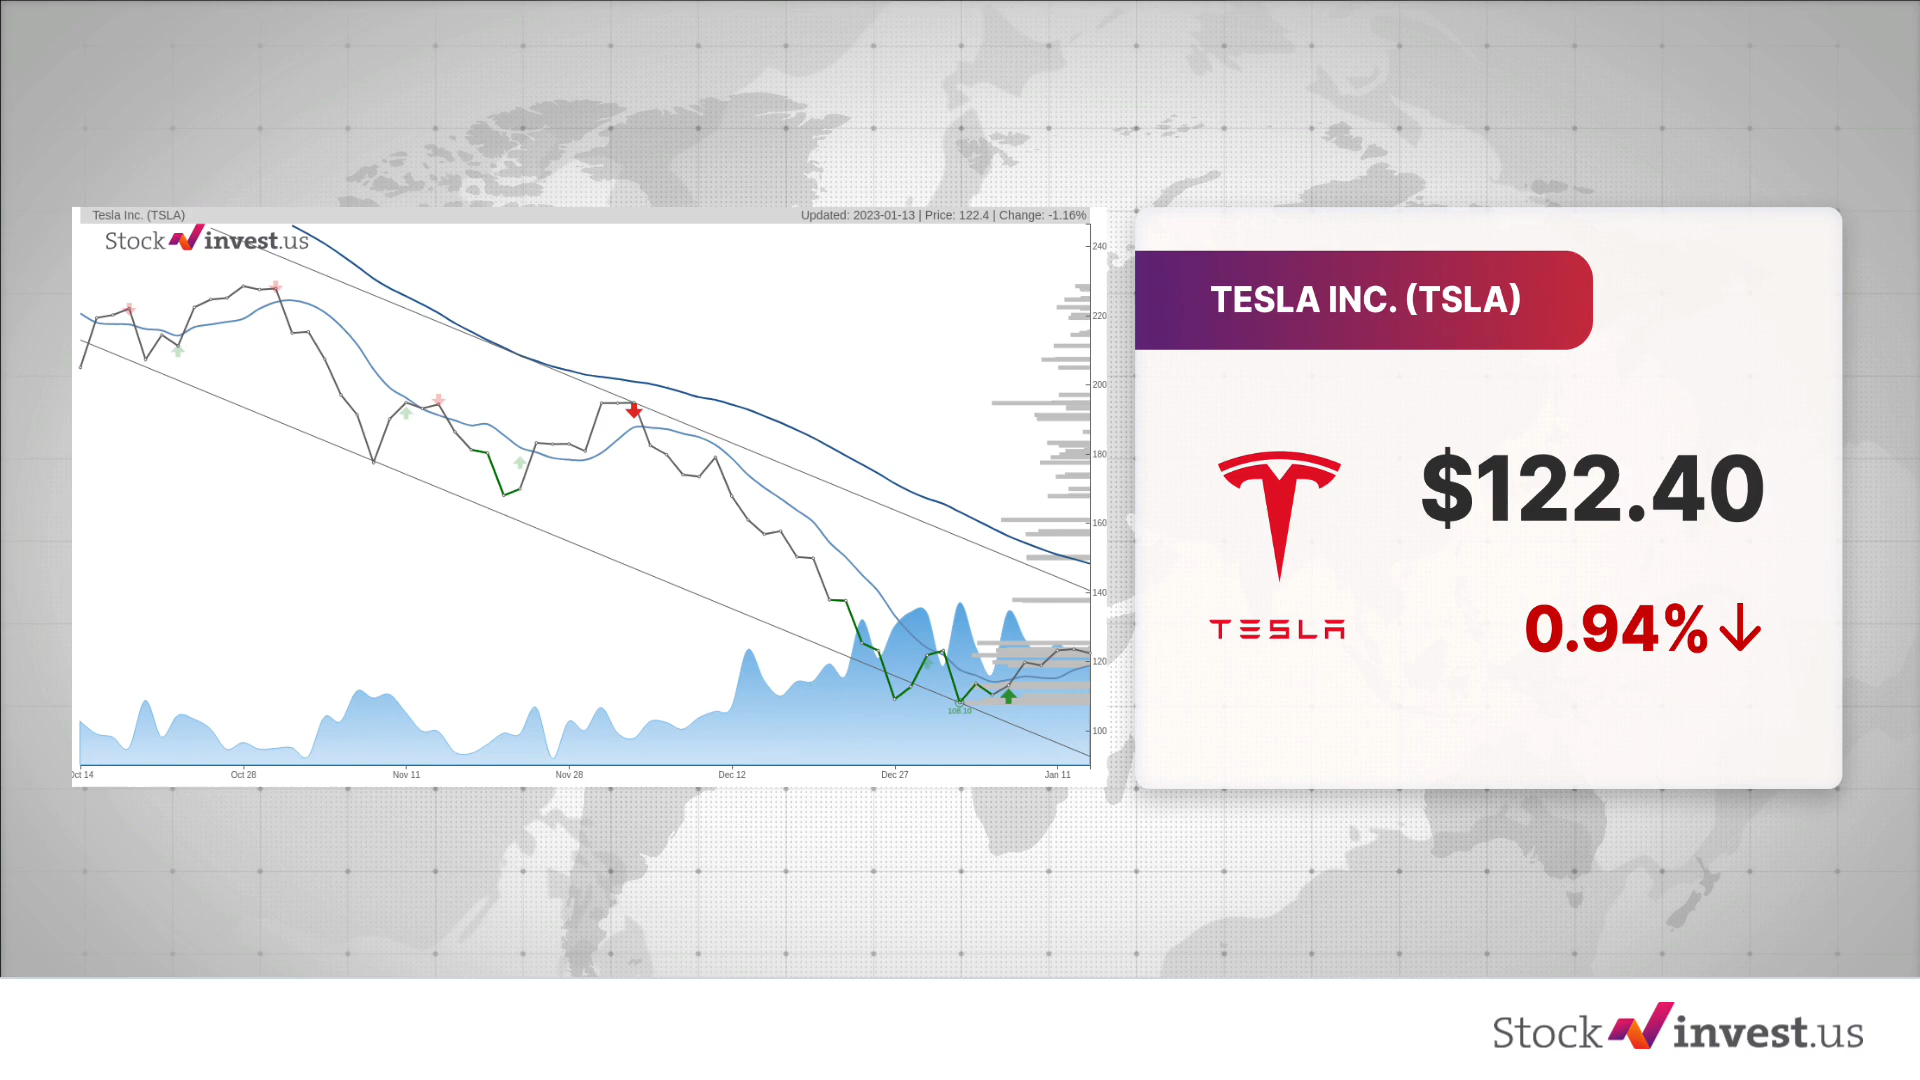 Tesla Inc. (TSLA)
Updated: 2023-01-13 | Price: 122.4 | Change: -1.16%
Stock invest.us
240
220
200
180
160
140
120
100
108.10
Oct 14
Oct 28
Nov 11
Nov 28
Dec 12
Dec 27
Jan 11
TESLA INC. (TSLA)
$122.40
TESLA
0.94%↓
Stock invest.us